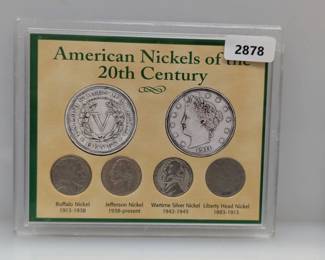 2878
American Nickels of the
20th Century
V
Buffalo Nickel
1913-1938
Jefferson Nickel
1938-present
Wartime Silver Nickel
1942-1945
Liberty Head Nickel
1883-1913